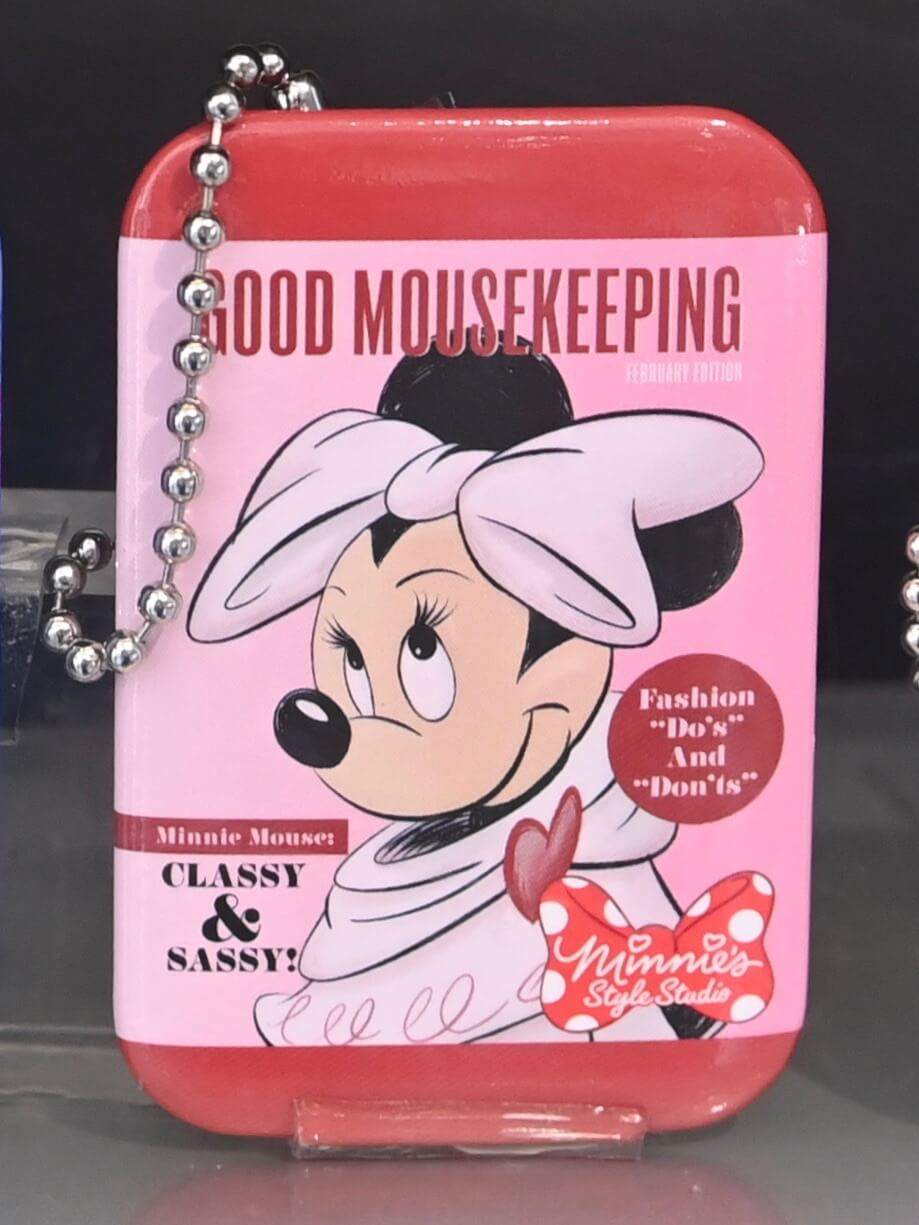 GOOD MOUSEKEEPING
FEBRUARY EDITION
Fashion
"Do's"
And
"Don'ts"
Minnie Mouse:
CLASSY
&
SASSY!
Minnie's
Style Studio